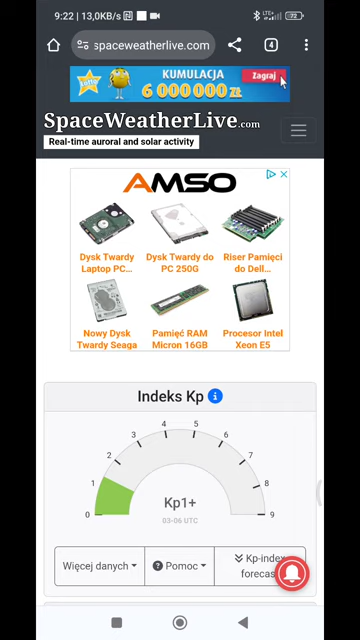 9:22 | 13,0KB/s
72
spaceweatherlive.com
4
Lotto
KUMULACJA
6 000 000 ZŁ
Zagraj
SpaceWeatherLive.com
Real-time auroral and solar activity
AMSO
Dysk Twardy Laptop PC...
Dysk Twardy do PC 250G
Riser Pamięci do Dell...
Nowy Dysk Twardy Seaga
Pamięć RAM Micron 16GB
Procesor Intel Xeon E5
Indeks Kp i
0
1
2
3
4
5
6
7
8
9
Kp1+
03-06 UTC
Więcej danych
? Pomoc
Kp-index
forecas